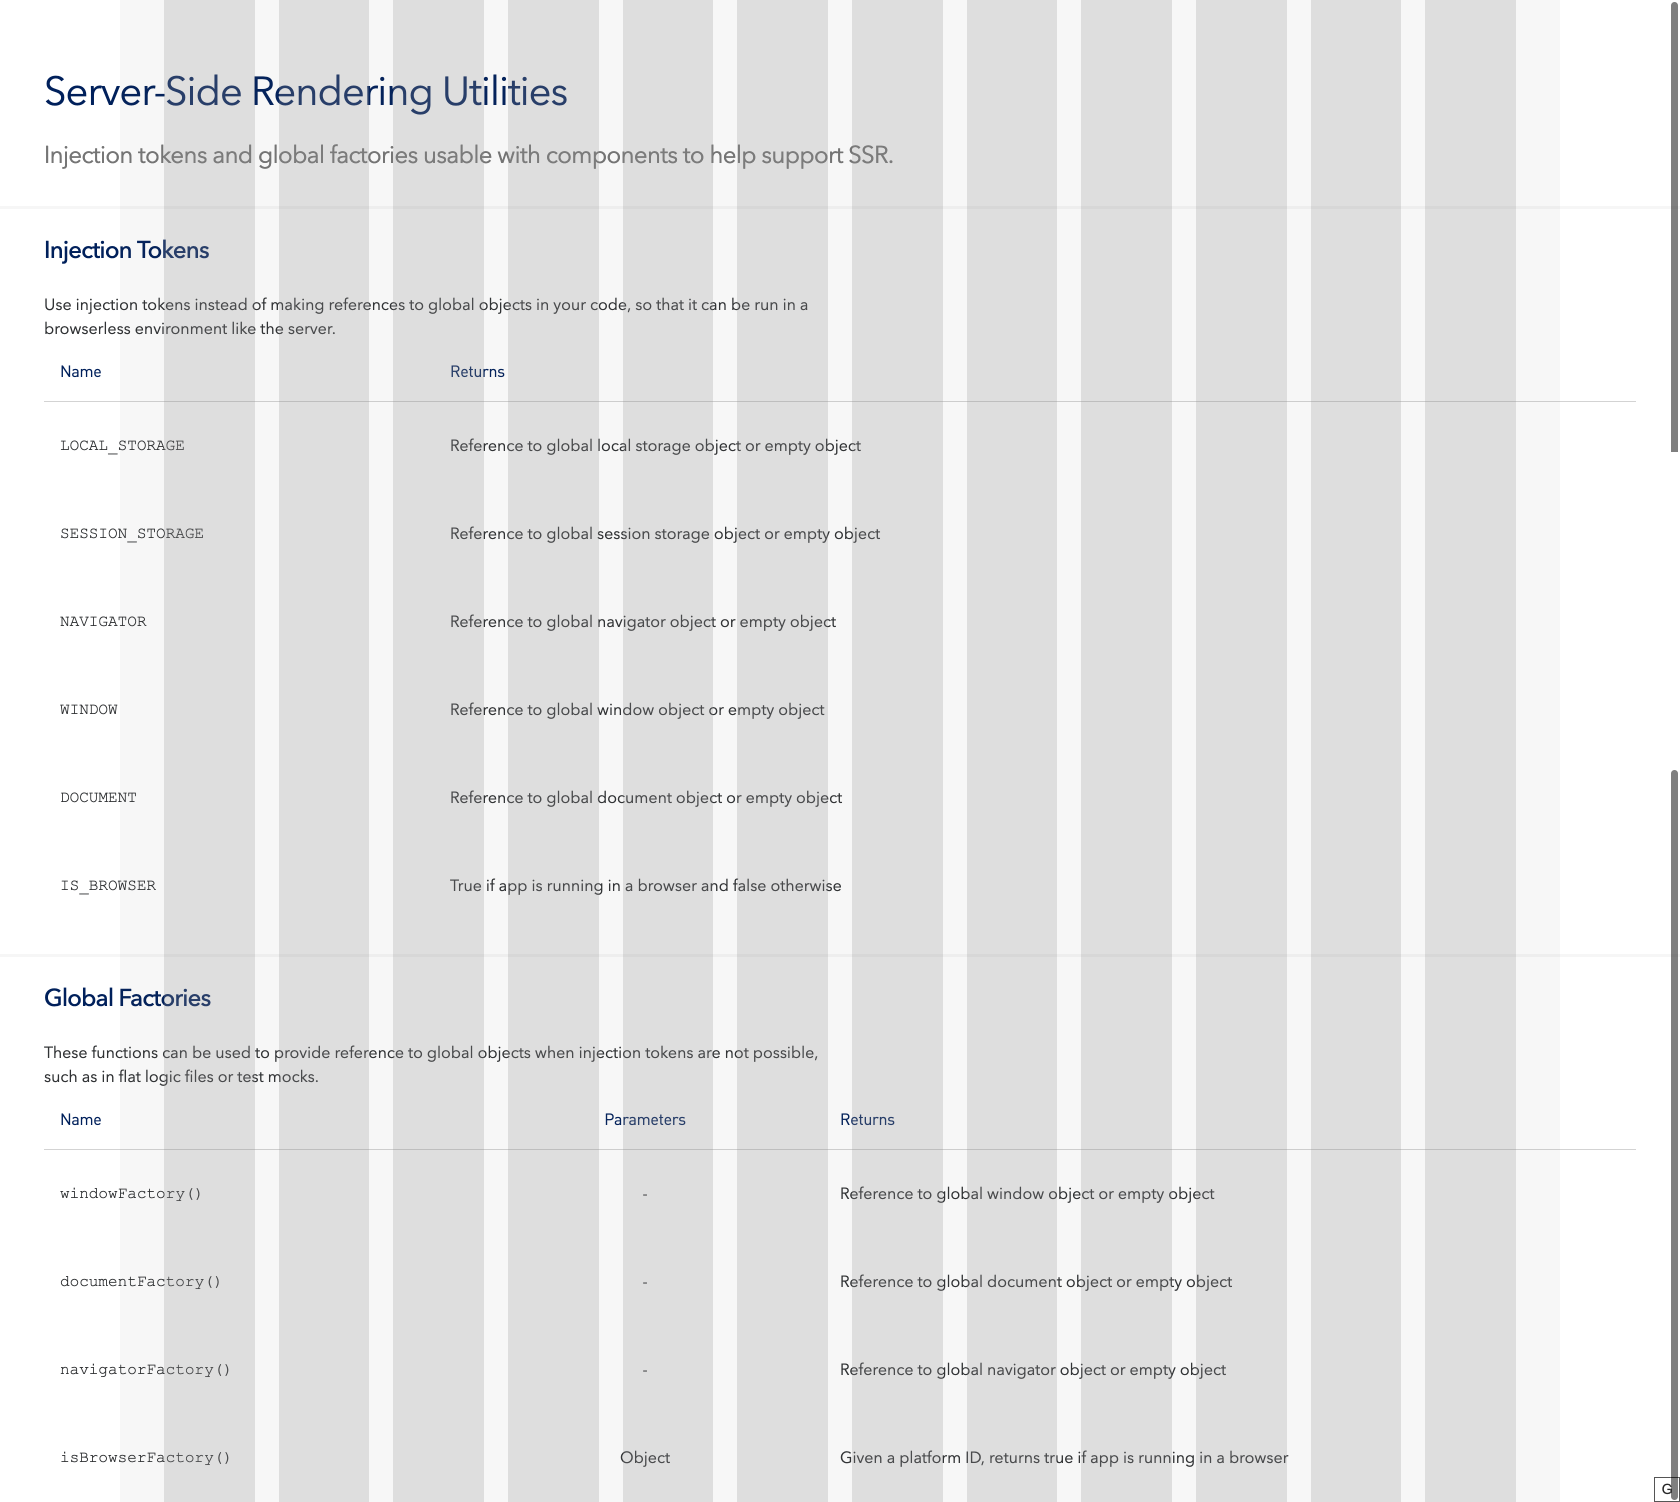 Server-Side Rendering Utilities
Injection tokens and global factories usable with components to help support SSR.
Injection Tokens
Use injection tokens instead of making references to global objects in your code, so that it can be run in a
browserless environment like the server.
Name Returns
LOCAL_STORAGE Reference to global local storage object or empty object
SESSION_STORAGE Reference to global session storage object or empty object
NAVIGATOR Reference to global navigator object or empty object
WINDOW Reference to global window object or empty object
DOCUMENT Reference to global document object or empty object
IS_BROWSER True if app is running in a browser and false otherwise
Global Factories
These functions can be used to provide reference to global objects when injection tokens are not possible,
such as in flat logic files or test mocks.
Name Parameters Returns
windowFactory() - Reference to global window object or empty object
documentFactory() - Reference to global document object or empty object
navigatorFactory() - Reference to global navigator object or empty object
isBrowserFactory() Object Given a platform ID, returns true if app is running in a browser
G